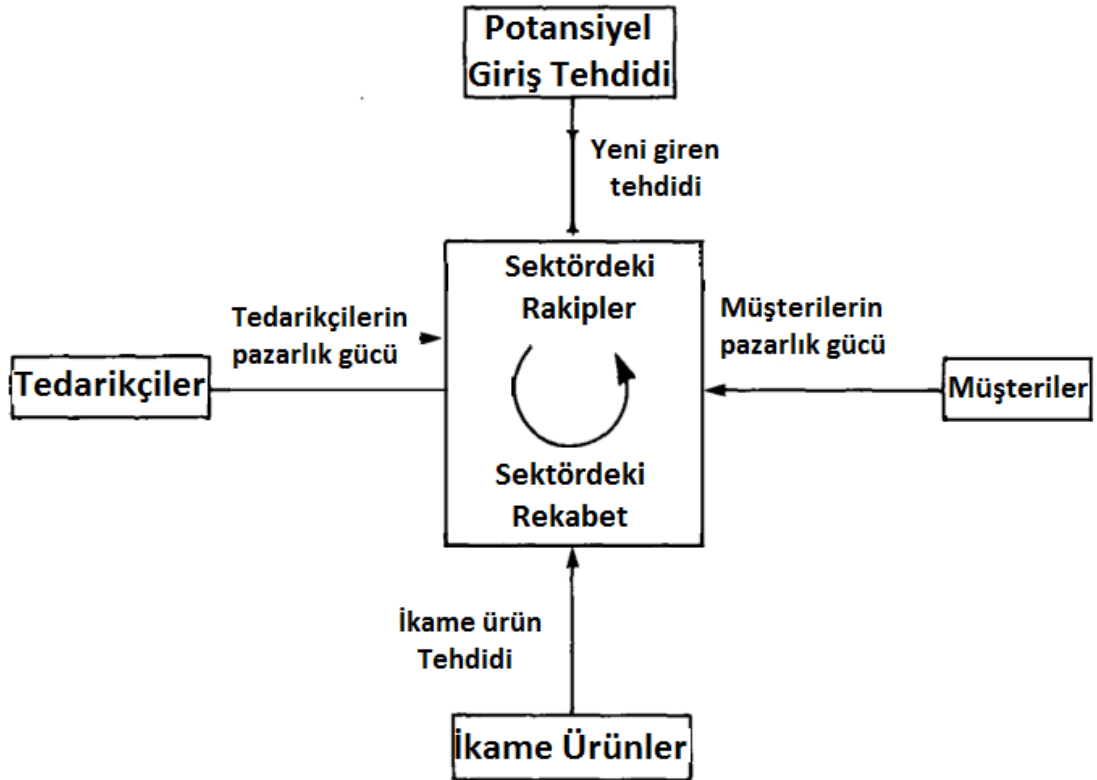 Potansiyel
Giriş Tehdidi
Yeni giren
tehdidi
Sektördeki
Rakipler
Tedarikçilerin
pazarlık gücü
Müşterilerin
pazarlık gücü
Tedarikçiler
Müşteriler
Sektördeki
Rekabet
İkame ürün
Tehdidi
İkame Ürünler